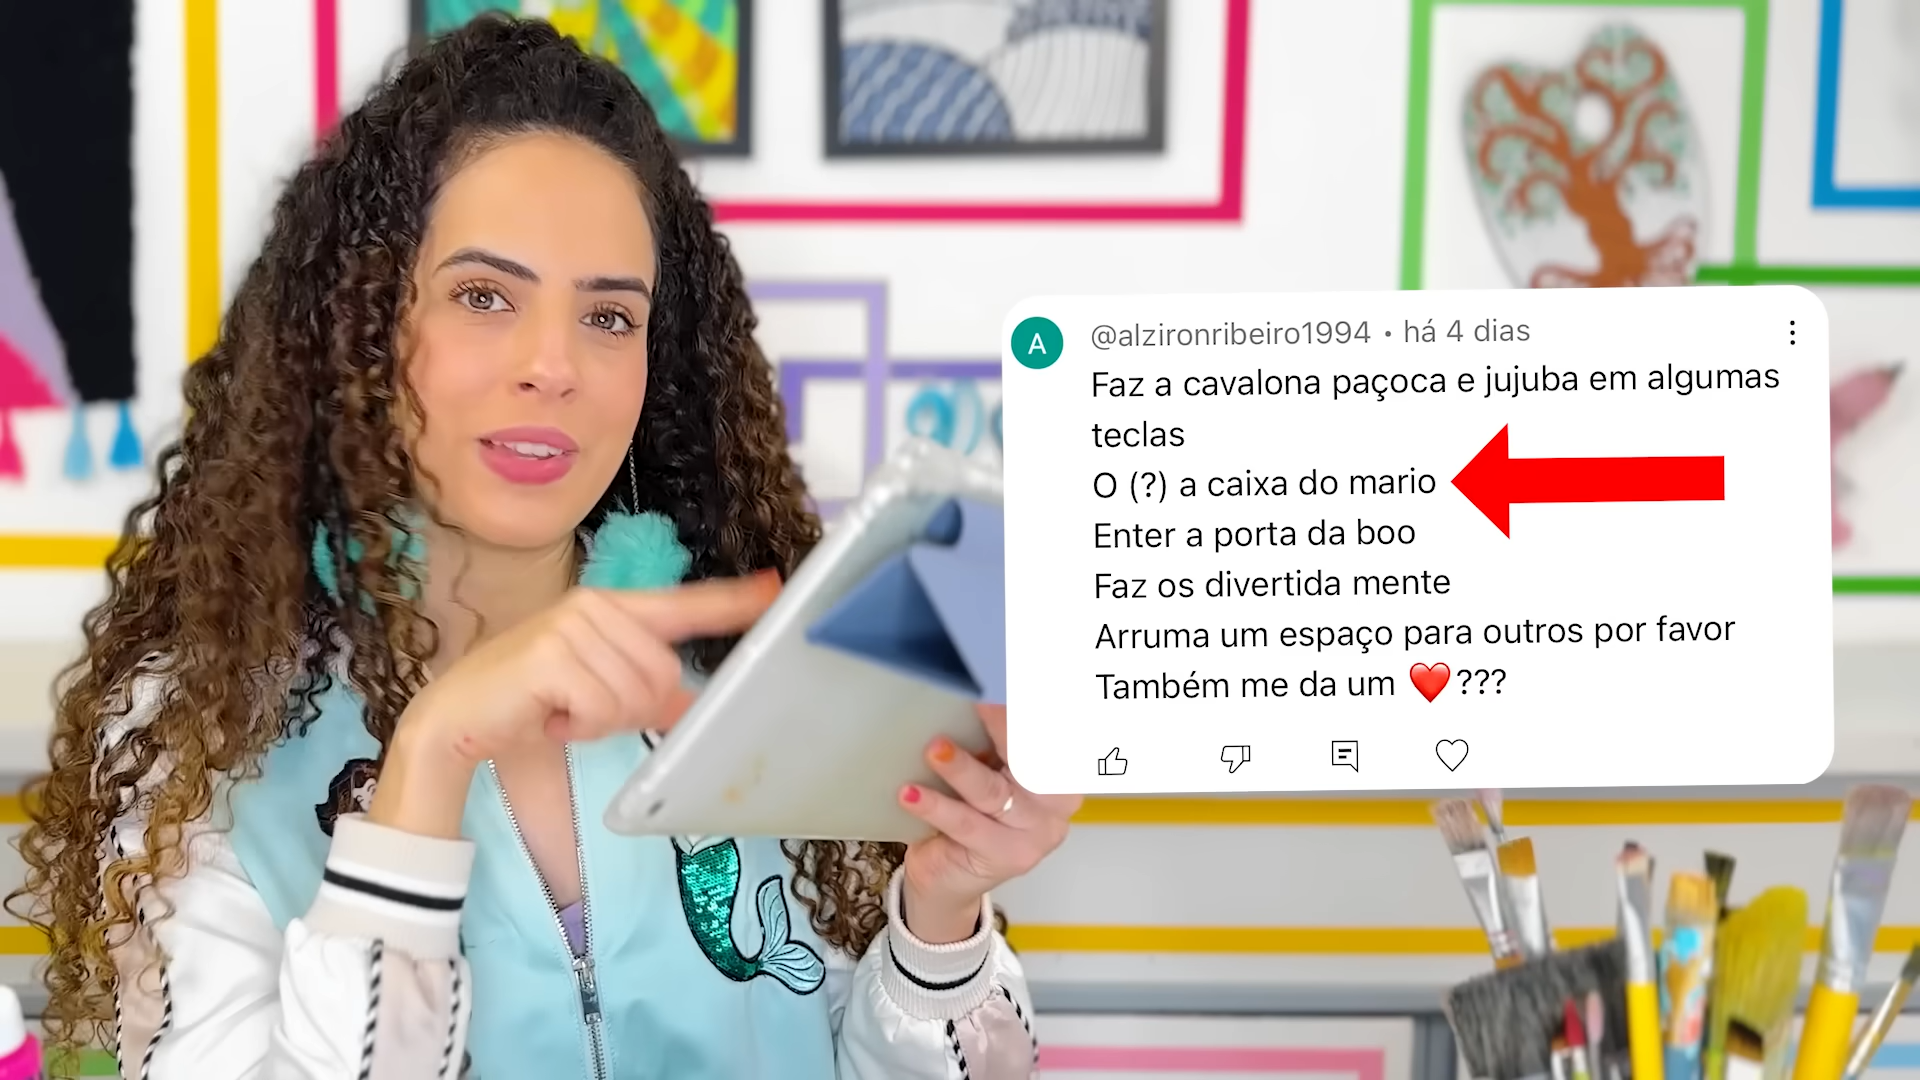 A
@alzironribeiro1994 • há 4 dias
Faz a cavalona paçoca e jujuba em algumas
teclas
O (?) a caixa do mario
Enter a porta da boo
Faz os divertida mente
Arruma um espaço para outros por favor
Também me da um ❤️???